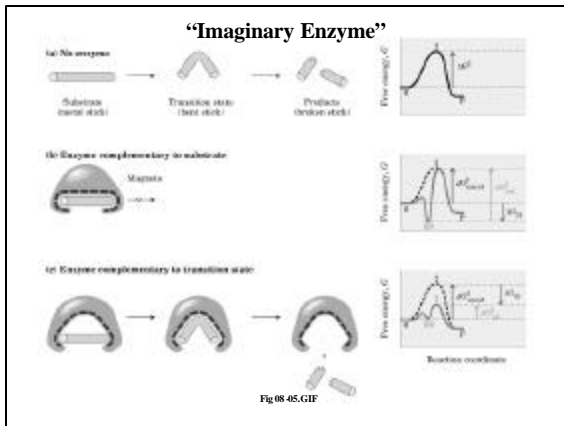 “Imaginary Enzyme”
(a) No enzyme
Substrate
(metal stick)
Transition state
(bent stick)
Products
(broken stick)
Free energy, G
(b) Enzyme complementary to substrate
Magnets
Free energy, G
(c) Enzyme complementary to transition state
Free energy, G
Reaction coordinate
+
Fig 08-05.GIF